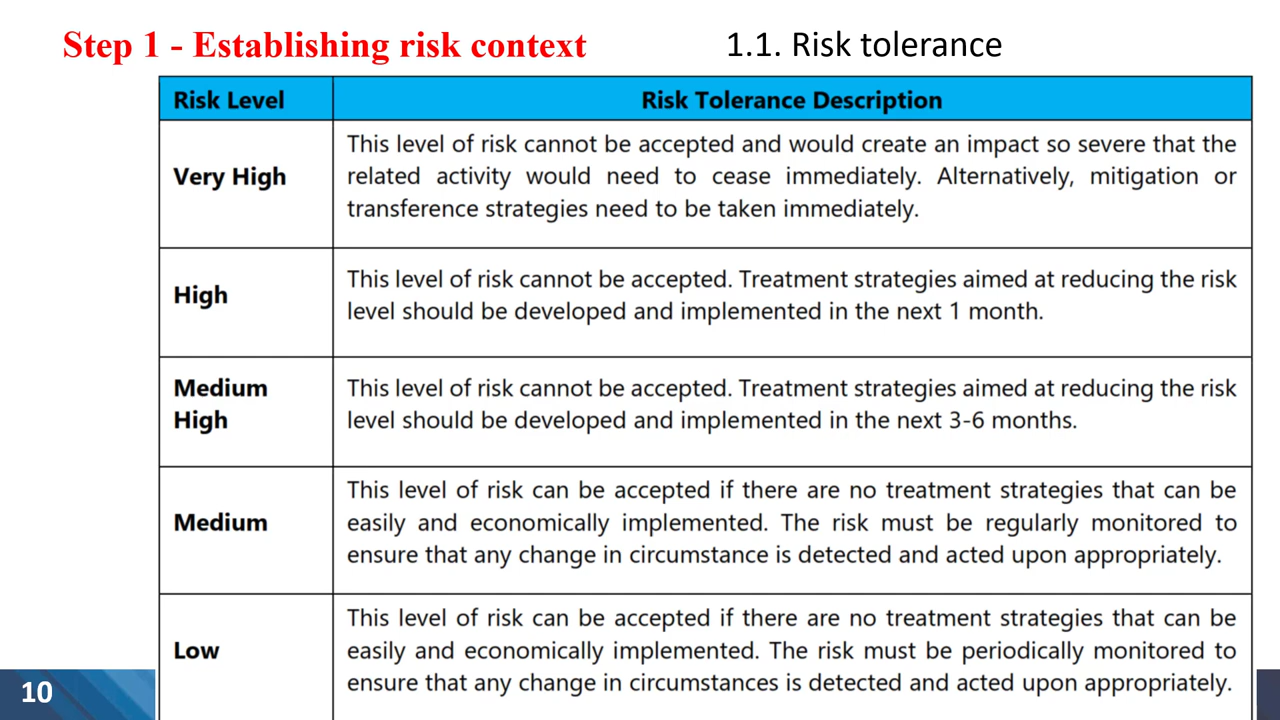 Step 1 - Establishing risk context
1.1. Risk tolerance
Risk Level
Risk Tolerance Description
Very High
This level of risk cannot be accepted and would create an impact so severe that the
related activity would need to cease immediately. Alternatively, mitigation or
transference strategies need to be taken immediately.
High
This level of risk cannot be accepted. Treatment strategies aimed at reducing the risk
level should be developed and implemented in the next 1 month.
Medium
High
This level of risk cannot be accepted. Treatment strategies aimed at reducing the risk
level should be developed and implemented in the next 3-6 months.
Medium
This level of risk can be accepted if there are no treatment strategies that can be
easily and economically implemented. The risk must be regularly monitored to
ensure that any change in circumstance is detected and acted upon appropriately.
Low
This level of risk can be accepted if there are no treatment strategies that can be
easily and economically implemented. The risk must be periodically monitored to
ensure that any change in circumstances is detected and acted upon appropriately.
10